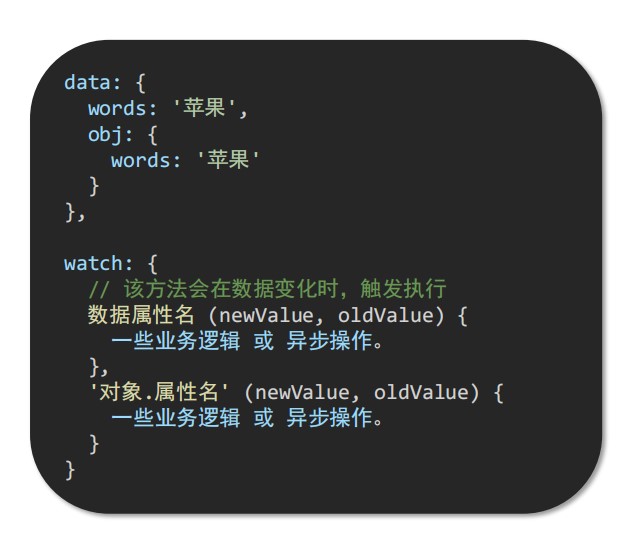 data: {
  words: '苹果',
  obj: {
    words: '苹果'
  }
},

watch: {
  // 该方法会在数据变化时，触发执行
  数据属性名 (newValue, oldValue) {
    一些业务逻辑 或 异步操作。
  },
  '对象.属性名' (newValue, oldValue) {
    一些业务逻辑 或 异步操作。
  }
}